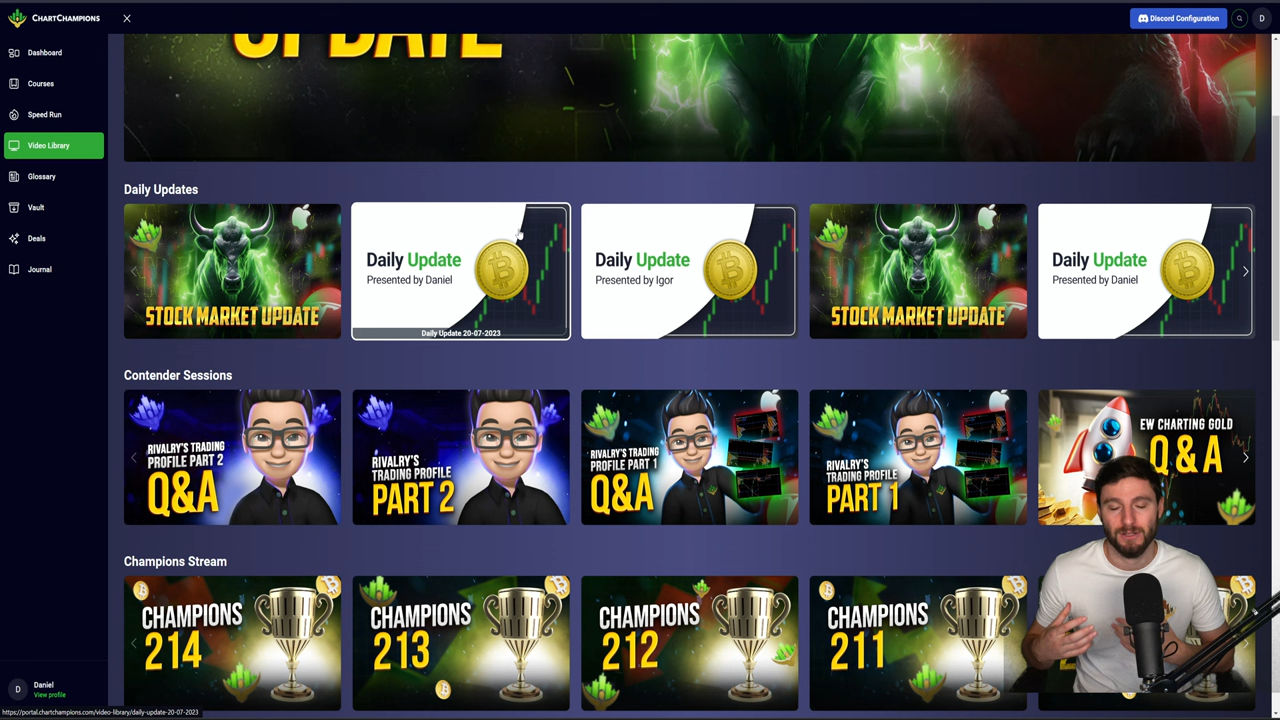 CHARTCHAMPIONS
Discord Configuration
D
Dashboard
Courses
Speed Run
Video Library
Glossary
Vault
Deals
Journal
UPDATE
Daily Updates
STOCK MARKET UPDATE
Daily Update
Presented by Daniel
Daily Update 20-07-2023
Daily Update
Presented by Igor
STOCK MARKET UPDATE
Daily Update
Presented by Daniel
Contender Sessions
RIVALRY'S TRADING
PROFILE PART 2
Q&A
RIVALRY'S
TRADING PROFILE
PART 2
RIVALRY'S TRADING
PROFILE PART 1
Q&A
RIVALRY'S
TRADING PROFILE
PART 1
EW CHARTING GOLD
Q & A
Champions Stream
CHAMPIONS
214
CHAMPIONS
213
CHAMPIONS
212
CHAMPIONS
211
D
Daniel
View profile
https://portal.chartchampions.com/video-library/daily-update-20-07-2023